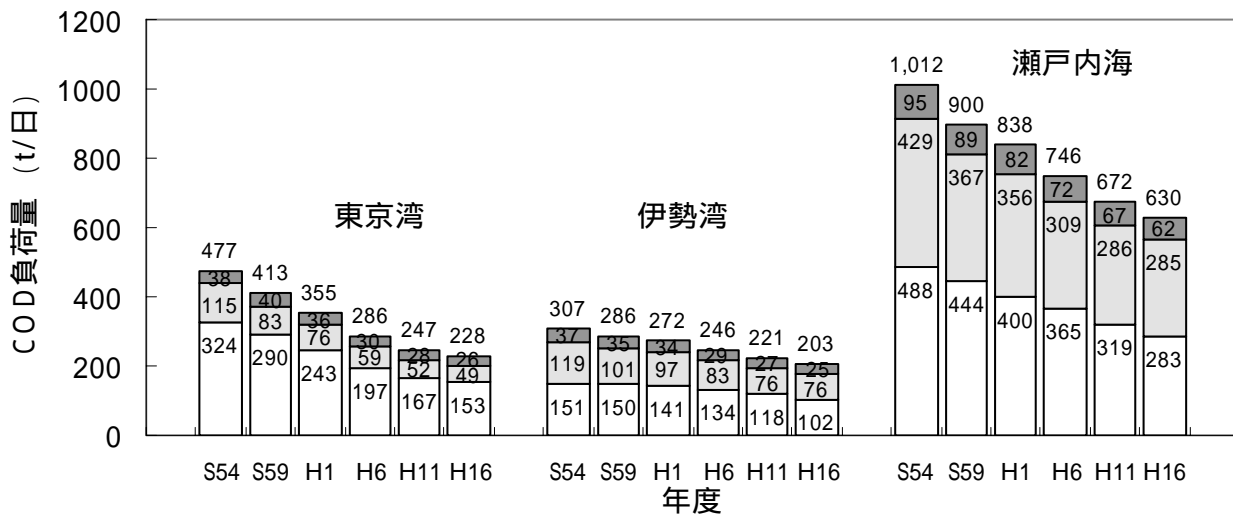 COD負荷量 (t/日)
1200
1000
800
600
400
200
0
東京湾
477 413 355 286 247 228
38 40 36 30 28 26
115 83 76 59 52 49
324 290 243 197 167 153
S54 S59 H1 H6 H11 H16
伊勢湾
307 286 272 246 221 203
37 35 34 29 27 25
119 101 97 83 76 76
151 150 141 134 118 102
S54 S59 H1 H6 H11 H16
瀬戸内海
1,012 900 838 746 672 630
95 89 82 72 67 62
429 367 356 309 286 285
488 444 400 365 319 283
S54 S59 H1 H6 H11 H16
年度